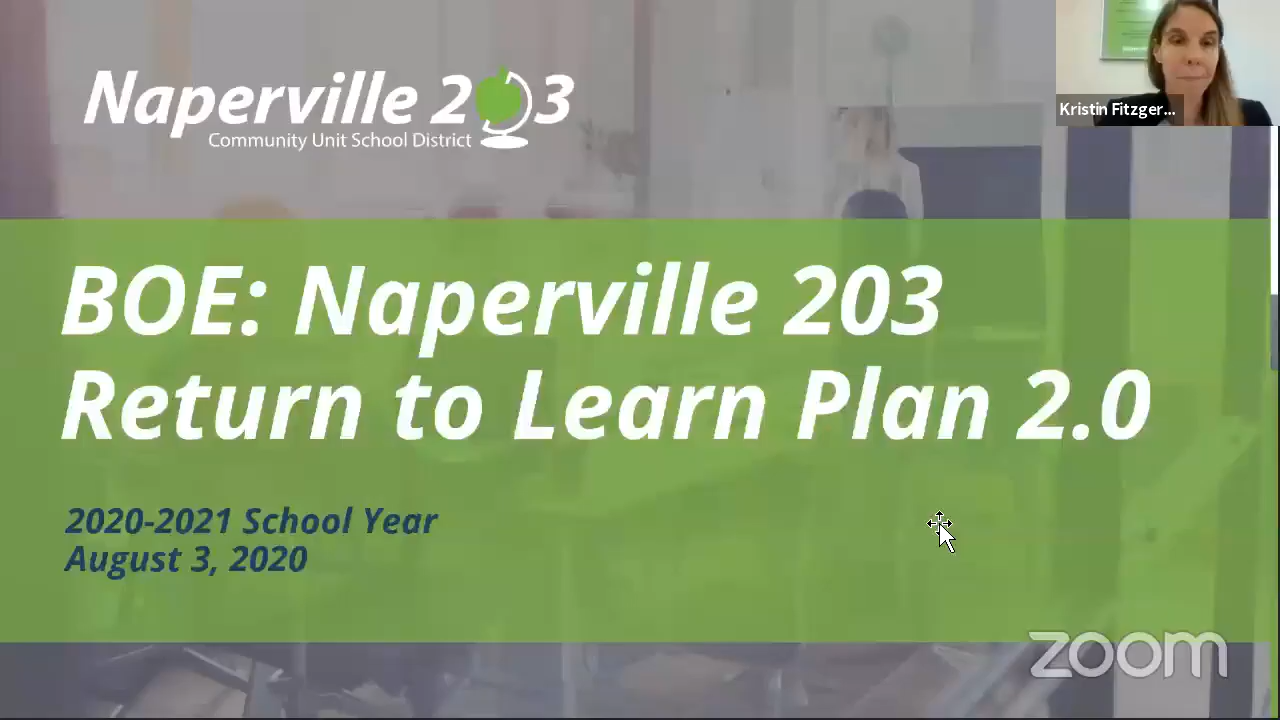 Naperville 203
Community Unit School District
Kristin Fitzger...
BOE: Naperville 203
Return to Learn Plan 2.0
2020-2021 School Year
August 3, 2020
zoom